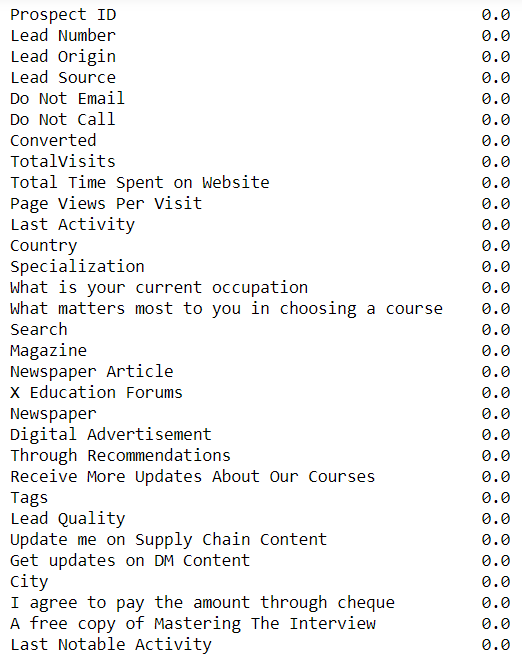 Prospect ID 0.0
Lead Number 0.0
Lead Origin 0.0
Lead Source 0.0
Do Not Email 0.0
Do Not Call 0.0
Converted 0.0
TotalVisits 0.0
Total Time Spent on Website 0.0
Page Views Per Visit 0.0
Last Activity 0.0
Country 0.0
Specialization 0.0
What is your current occupation 0.0
What matters most to you in choosing a course 0.0
Search 0.0
Magazine 0.0
Newspaper Article 0.0
X Education Forums 0.0
Newspaper 0.0
Digital Advertisement 0.0
Through Recommendations 0.0
Receive More Updates About Our Courses 0.0
Tags 0.0
Lead Quality 0.0
Update me on Supply Chain Content 0.0
Get updates on DM Content 0.0
City 0.0
I agree to pay the amount through cheque 0.0
A free copy of Mastering The Interview 0.0
Last Notable Activity 0.0